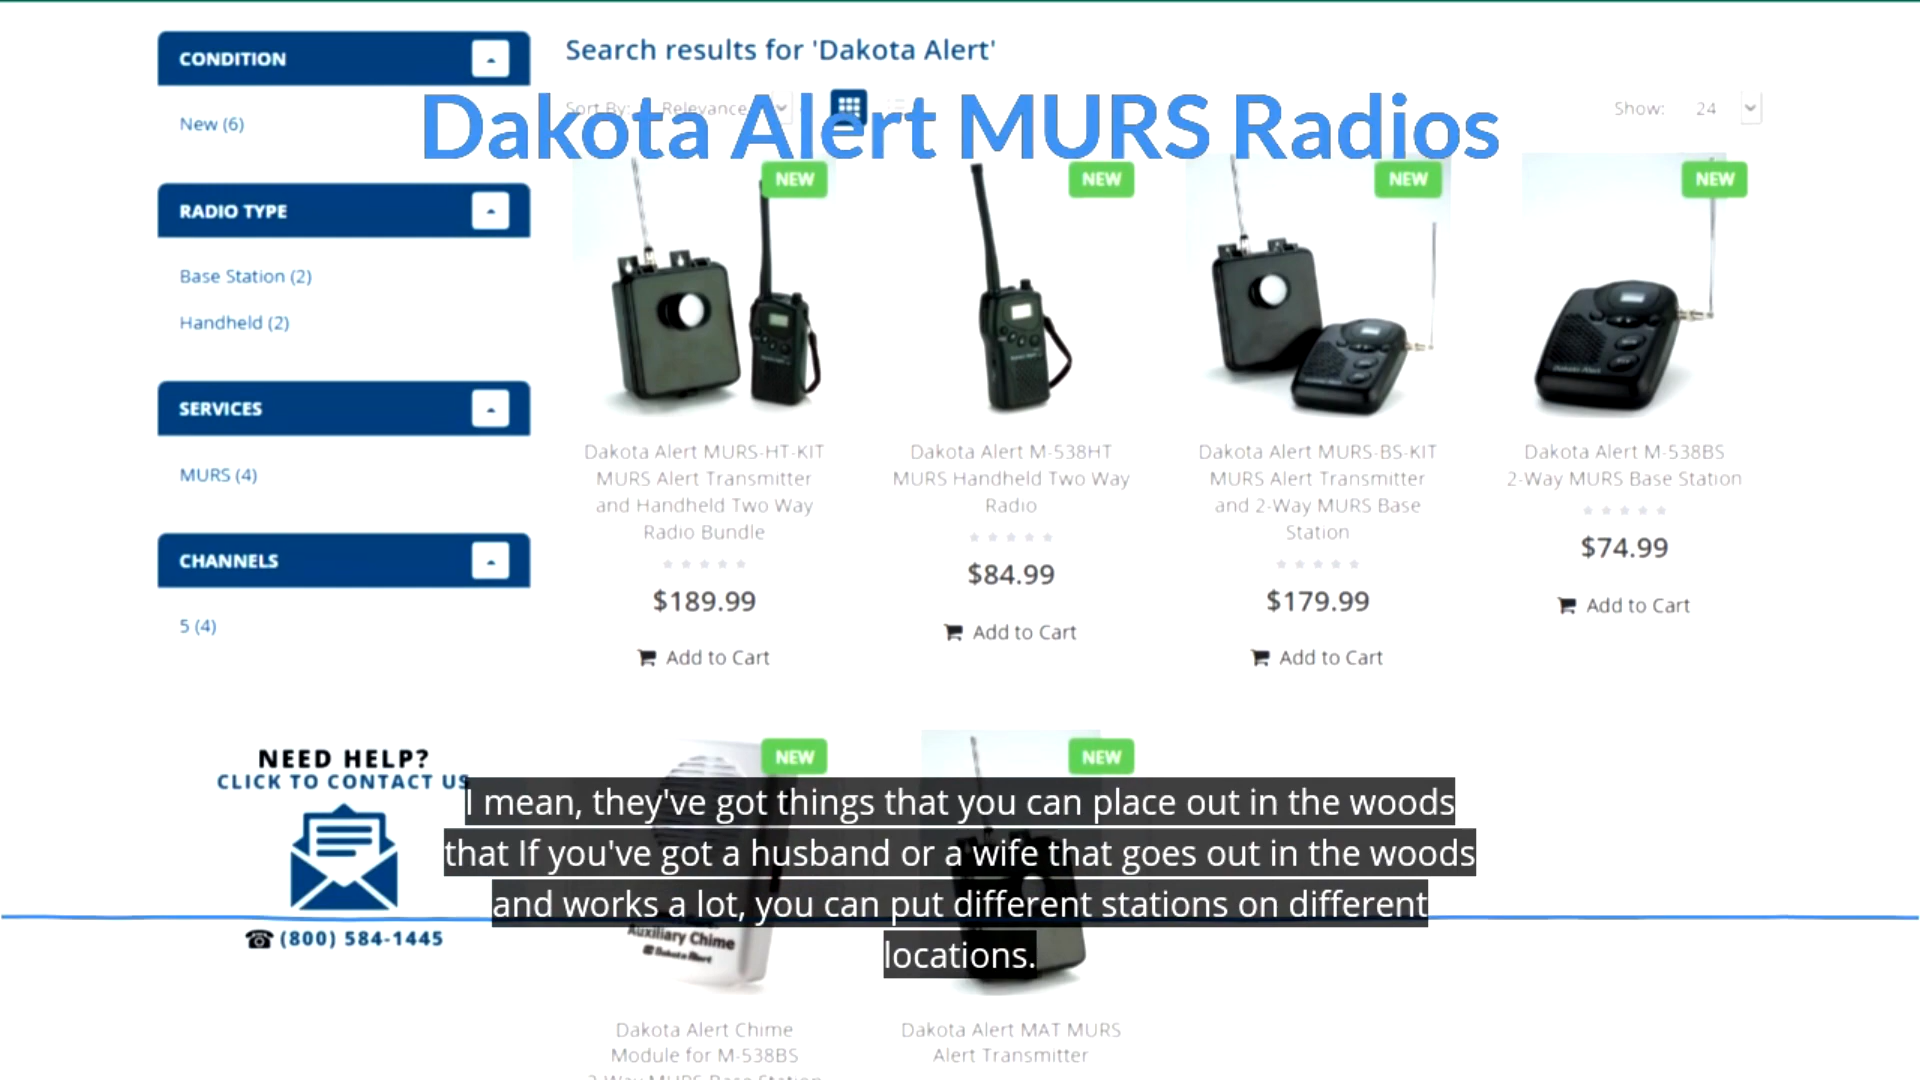 CONDITION
New (6)
RADIO TYPE
Base Station (2)
Handheld (2)
SERVICES
MURS (4)
CHANNELS
5 (4)
NEED HELP?
CLICK TO CONTACT US
(800) 584-1445
Search results for 'Dakota Alert'
Sort By: Relevance
Show: 24
Dakota Alert MURS Radios
NEW
NEW
NEW
NEW
Dakota Alert MURS-HT-KIT
MURS Alert Transmitter
and Handheld Two Way
Radio Bundle
$189.99
Add to Cart
Dakota Alert M-538HT
MURS Handheld Two Way
Radio
$84.99
Add to Cart
Dakota Alert MURS-BS-KIT
MURS Alert Transmitter
and 2-Way MURS Base
Station
$179.99
Add to Cart
Dakota Alert M-538BS
2-Way MURS Base Station
$74.99
Add to Cart
NEW
NEW
I mean, they've got things that you can place out in the woods
that If you've got a husband or a wife that goes out in the woods
and works a lot, you can put different stations on different
locations.
Auxiliary Chime
Dakota Alert
Dakota Alert Chime
Module for M-538BS
2-Way MURS Base Station
Dakota Alert MAT MURS
Alert Transmitter